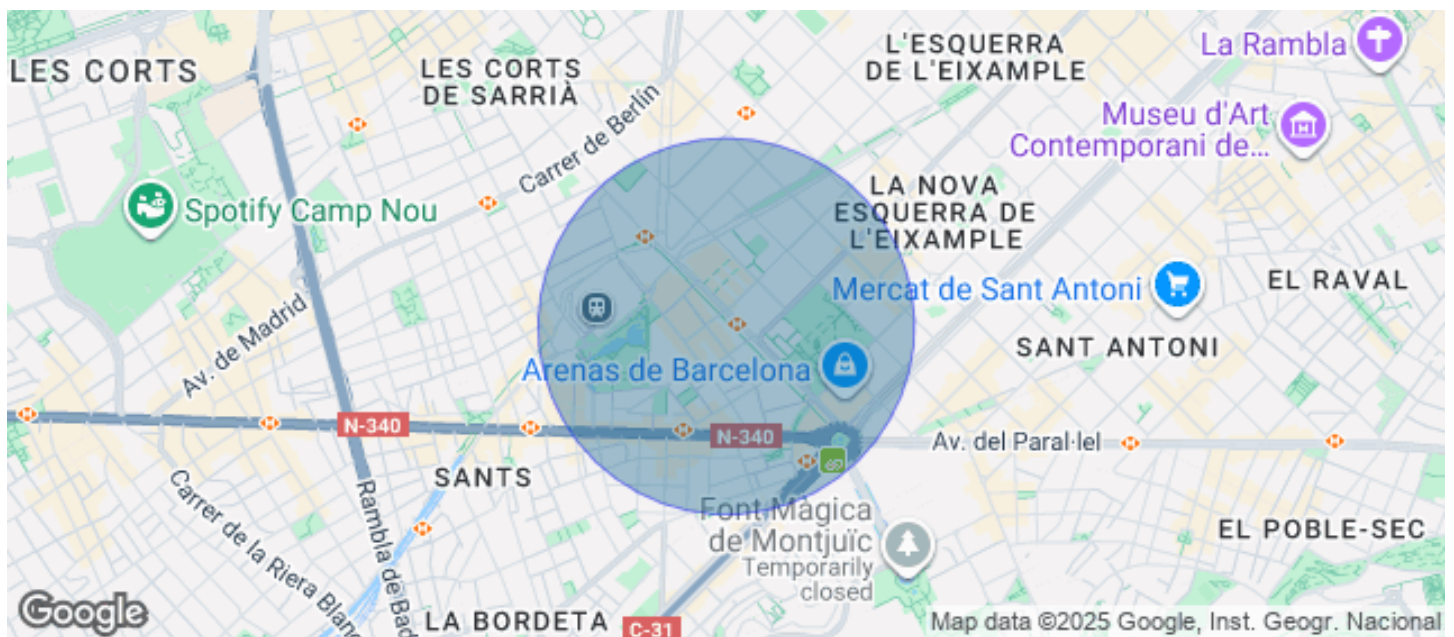 LES CORTS
LES CORTS
DE SARRIÀ
Carrer de Berlín
L'ESQUERRA
DE L'EIXAMPLE
La Rambla
Museu d'Art
Contemporani de...
Spotify Camp Nou
LA NOVA
ESQUERRA DE
L'EIXAMPLE
Mercat de Sant Antoni
EL RAVAL
Av. de Madrid
SANT ANTONI
Arenas de Barcelona
N-340
N-340
Av. del Paral·lel
SANTS
Carrer de la Riera Blanc
Rambla de Bad
Font Màgica
de Montjuïc
Temporarily
closed
EL POBLE-SEC
LA BORDETA
C-31
Google
Map data ©2025 Google, Inst. Geogr. Nacional